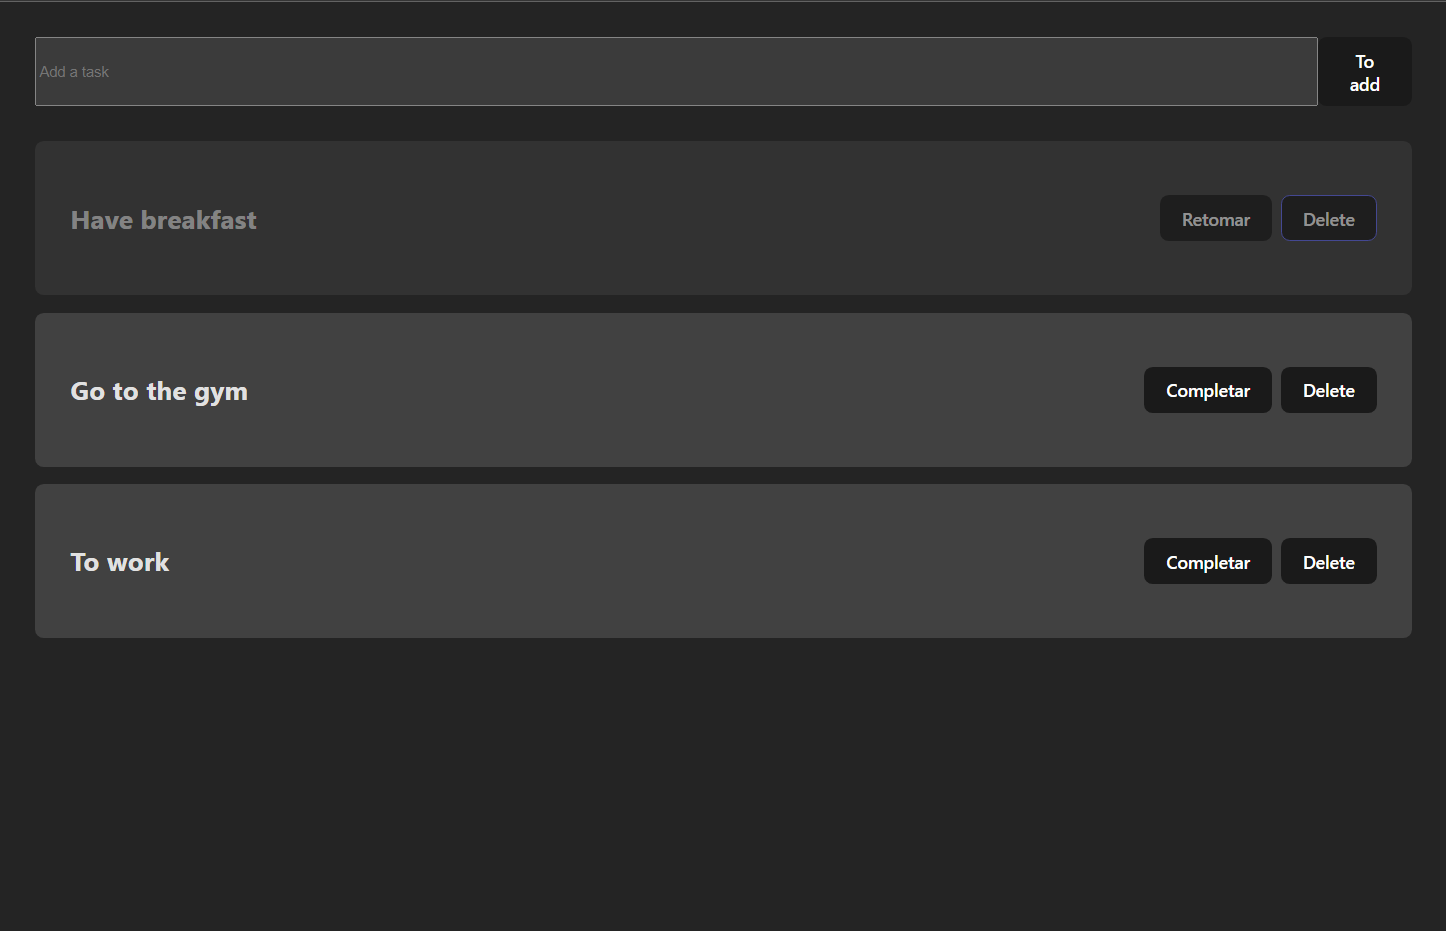 Add a task
To
add
Have breakfast
Retomar
Delete
Go to the gym
Completar
Delete
To work
Completar
Delete